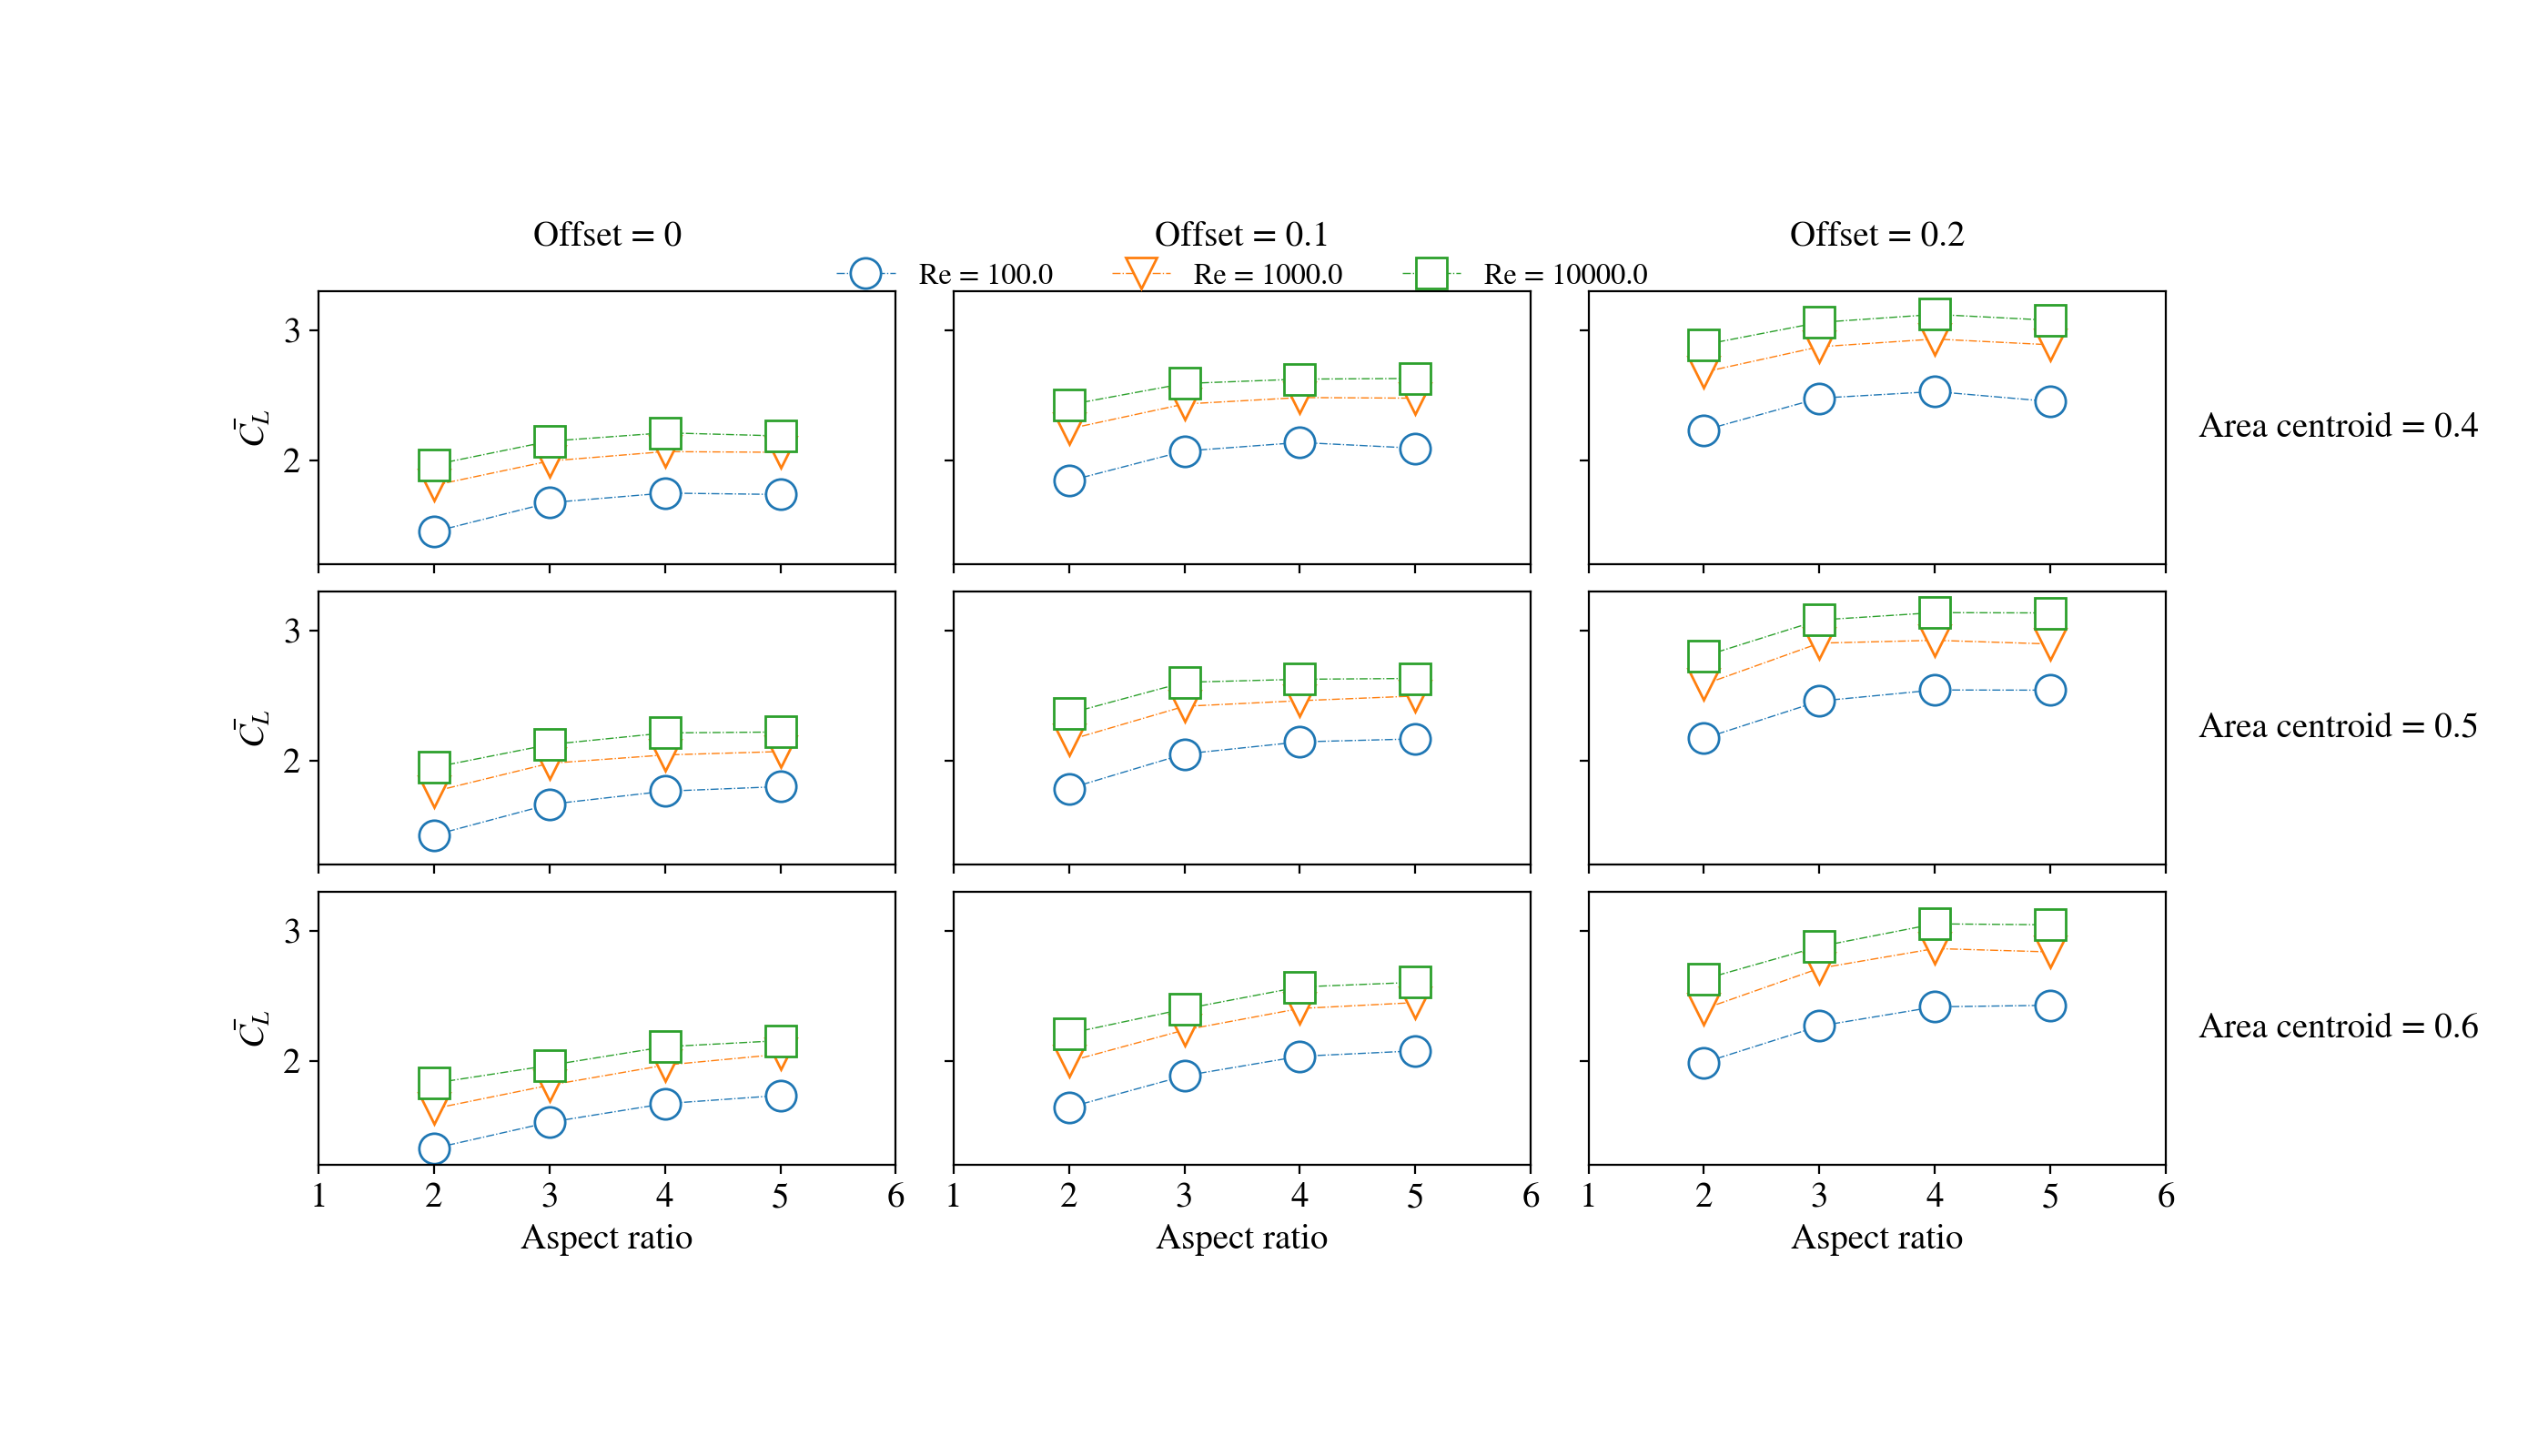 Offset = 0 Offset = 0.1 Offset = 0.2
Re = 100.0 Re = 1000.0 Re = 10000.0
3
2
C̄_L
Area centroid = 0.4
3
2
C̄_L
Area centroid = 0.5
3
2
C̄_L
Area centroid = 0.6
1 2 3 4 5 6 1 2 3 4 5 6 1 2 3 4 5 6
Aspect ratio Aspect ratio Aspect ratio